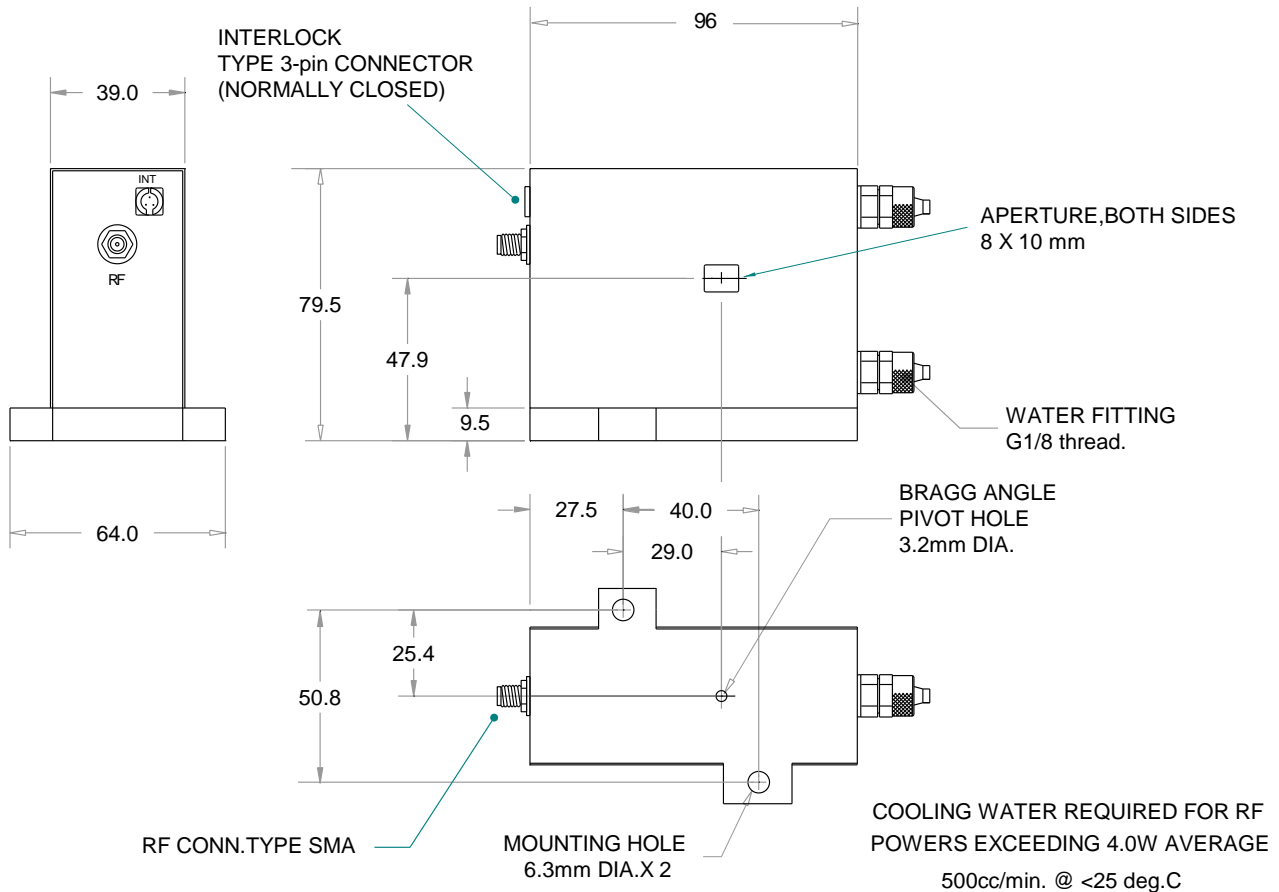 96
INTERLOCK
TYPE 3-pin CONNECTOR
(NORMALLY CLOSED)
39.0
INT
RF
APERTURE,BOTH SIDES
8 X 10 mm
79.5
47.9
9.5
WATER FITTING
G1/8 thread.
64.0
27.5
40.0
29.0
BRAGG ANGLE
PIVOT HOLE
3.2mm DIA.
25.4
50.8
RF CONN.TYPE SMA
MOUNTING HOLE
6.3mm DIA.X 2
COOLING WATER REQUIRED FOR RF
POWERS EXCEEDING 4.0W AVERAGE
500cc/min. @ <25 deg.C